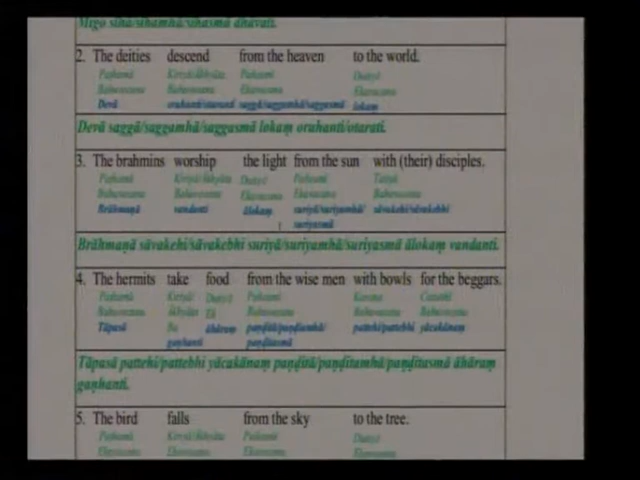 Migo sīhā/sīhamhā/sīhasmā dhāvati.
2. The deities descend from the heaven to the world.
Paṭhamā Kiriyā/Ākhyāta Pañcamī Dutiyā
Bahuvacana Bahuvacana Ekavacana Ekavacana
Devā oruhanti/otarati saggā/saggamhā/saggasmā lokaṃ
Devā saggā/saggamhā/saggasmā lokaṃ oruhanti/otarati.
3. The brahmins worship the light from the sun with (their) disciples.
Paṭhamā Kiriyā/Ākhyāta Dutiyā Pañcamī Tatiyā
Bahuvacana Bahuvacana Ekavacana Ekavacana Bahuvacana
Brāhmaṇā vandanti ālokaṃ suriyā/suriyamhā/ sāvakehi/sāvakebhi
suriyasmā
Brāhmaṇā sāvakehi/sāvakebhi suriyā/suriyamhā/suriyasmā ālokaṃ vandanti.
4. The hermits take food from the wise men with bowls for the beggars.
Paṭhamā Kiriyā/ Dutiyā Pañcamī Karaṇa
Bahuvacana Ākhyāta Bahuvacana Bahuvacana Bahuvacana
Tāpasā āhāraṃ paṇḍitā/paṇḍitamhā/ pattehi/pattebhi yācakānaṃ
gaṇhanti paṇḍitasmā
Tāpasā pattehi/pattebhi yācakānaṃ paṇḍitā/paṇḍitamhā/paṇḍitasmā āhāraṃ
gaṇhanti.
5. The bird falls from the sky to the tree.
Paṭhamā Kiriyā/Ākhyāta Pañcamī Dutiyā
Ekavacana Ekavacana Ekavacana Ekavacana